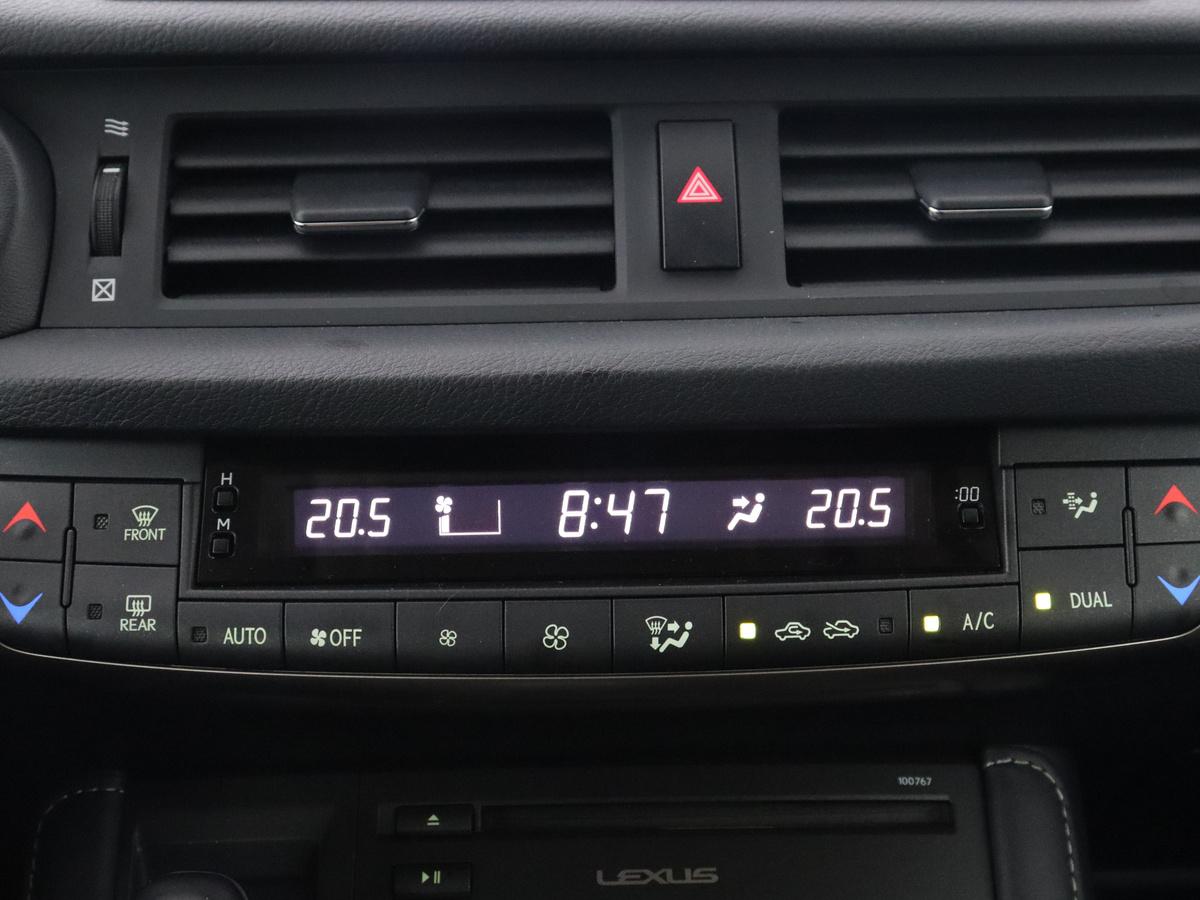 H
M
20.5
8:47
20.5
:00
FRONT
REAR
AUTO
OFF
A/C
DUAL
100767
LEXUS